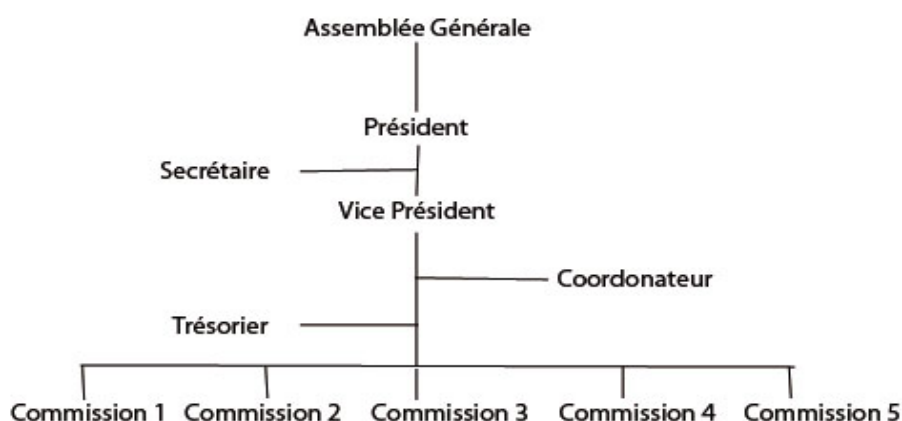 Assemblée Générale
Président
Secrétaire
Vice Président
Coordonateur
Trésorier
Commission 1 Commission 2 Commission 3 Commission 4 Commission 5